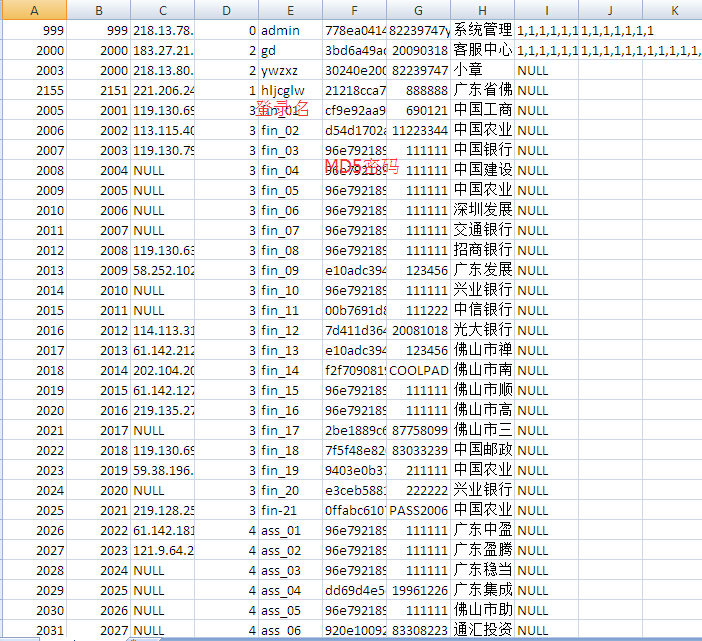 A B C D E F G H I J K
999 999 218.13.78. 0 admin 778ea0414 82239747y 系统管理 1,1,1,1,1,1 1,1,1,1,1,1,1
2000 2000 183.27.21. 2 gd 3bd6a49ad 20090318 客服中心 1,1,1,1,1,1 1,1,1,1,1,1,1,1,1,1,1,1
2003 2000 218.13.80. 2 ywzxz 30240e200 82239747 小章 NULL
2155 2151 221.206.24 1 hljcglw 21218cca7 888888 广东省佛 NULL
登录名
2005 2001 119.130.69 3 fin_01 cf9e92aa9 690121 中国工商 NULL
2006 2002 113.115.40 3 fin_02 d54d1702a 11223344 中国农业 NULL
2007 2003 119.130.79 3 fin_03 96e792189 111111 中国银行 NULL
MD5密码
2008 2004 NULL 3 fin_04 96e792189 111111 中国建设 NULL
2009 2005 NULL 3 fin_05 96e792189 111111 中国农业 NULL
2010 2006 NULL 3 fin_06 96e792189 111111 深圳发展 NULL
2011 2007 NULL 3 fin_07 96e792189 111111 交通银行 NULL
2012 2008 119.130.63 3 fin_08 96e792189 111111 招商银行 NULL
2013 2009 58.252.102 3 fin_09 e10adc394 123456 广东发展 NULL
2014 2010 NULL 3 fin_10 96e792189 111111 兴业银行 NULL
2015 2011 NULL 3 fin_11 00b7691d8 111222 中信银行 NULL
2016 2012 114.113.31 3 fin_12 7d411d364 20081018 光大银行 NULL
2017 2013 61.142.212 3 fin_13 e10adc394 123456 佛山市禅 NULL
2018 2014 202.104.20 3 fin_14 f2f7090819 COOLPAD 佛山市南 NULL
2019 2015 61.142.127 3 fin_15 96e792189 111111 佛山市顺 NULL
2020 2016 219.135.27 3 fin_16 96e792189 111111 佛山市高 NULL
2021 2017 NULL 3 fin_17 2be1889c6 87758099 佛山市三 NULL
2022 2018 119.130.69 3 fin_18 7f5f48e82 83033239 中国邮政 NULL
2023 2019 59.38.196. 3 fin_19 9403e0b37 211111 中国农业 NULL
2024 2020 NULL 3 fin_20 e3ceb5881 222222 兴业银行 NULL
2025 2021 219.128.25 3 fin-21 0ffabc6107 PASS2006 中国农业 NULL
2026 2022 61.142.181 4 ass_01 96e792189 111111 广东中盈 NULL
2027 2023 121.9.64.2 4 ass_02 96e792189 111111 广东盈腾 NULL
2028 2024 NULL 4 ass_03 96e792189 111111 广东稳当 NULL
2029 2025 NULL 4 ass_04 dd69d4e5 19961226 广东集成 NULL
2030 2026 NULL 4 ass_05 96e792189 111111 佛山市助 NULL
2031 2027 NULL 4 ass_06 920e10092 83308223 通汇投资 NULL